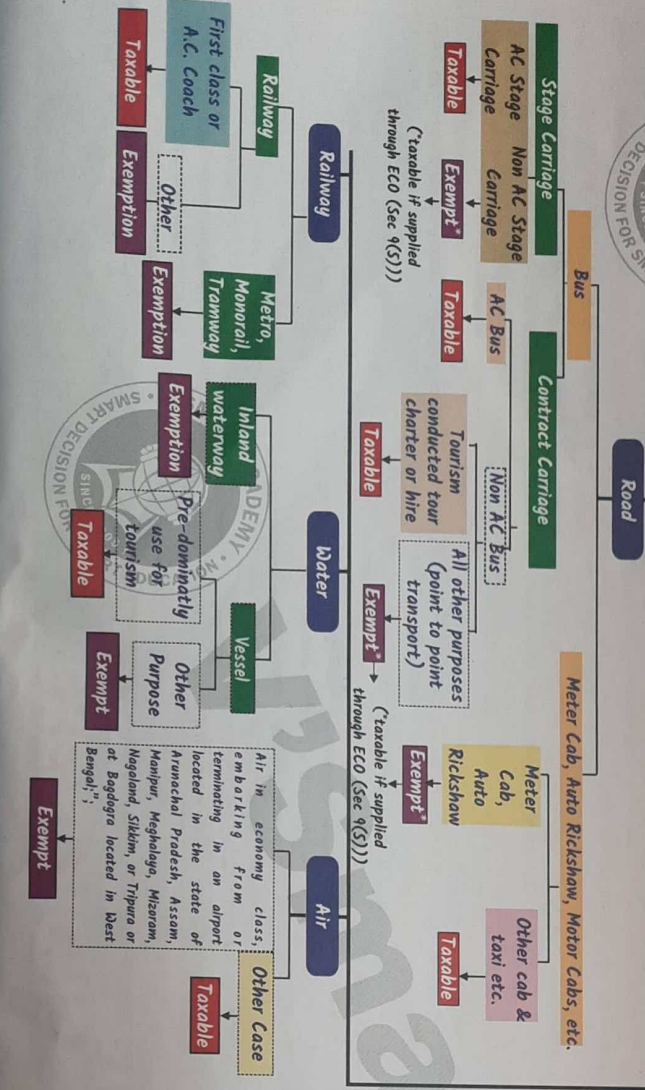 Road
Bus
Meter Cab, Auto Rickshaw, Motor Cabs, etc.
Stage Carriage
Contract Carriage
AC Stage
Carriage
Non AC Stage
Carriage
Taxable
Exempt*
(*taxable if supplied
through ECO (Sec 9(5)))
AC Bus
Taxable
Non AC Bus
Tourism
conducted tour
charter or hire
Taxable
All other purposes
(point to point
transport)
Exempt*
(*taxable if supplied
through ECO (Sec 9(5)))
Meter
Cab,
Auto
Rickshaw
Exempt*
Other cab &
taxi etc.
Taxable
Railway
Railway
First class or
A.C. Coach
Taxable
Other
Exemption
Metro,
Monorail,
Tramway
Exemption
Water
Inland
waterway
Exemption
Vessel
Pre-dominatly
use for
tourism
Taxable
Other
Purpose
Exempt
Air
Air in economy class,
embarking from or
terminating in an airport
located in the state of
Arunachal Pradesh, Assam,
Manipur, Meghalaya, Mizoram,
Nagaland, Sikkim, or Tripura or
at Bagdogra located in West
Bengal;";
Exempt
Other Case
Taxable
V'Sma
ADEMY
SMART DECISION FOR
SINC
DECISION FOR